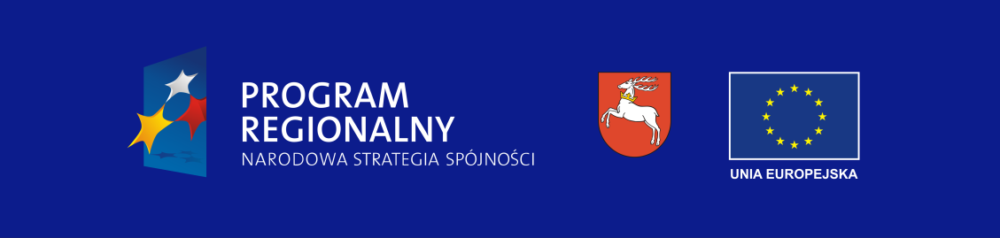 PROGRAM
REGIONALNY
NARODOWA STRATEGIA SPÓJNOŚCI
UNIA EUROPEJSKA